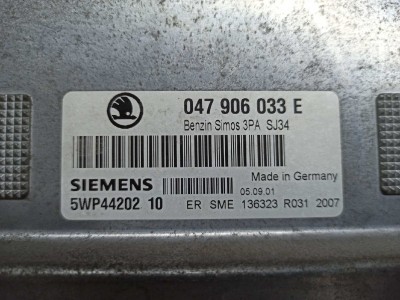 047 906 033 E
Benzin Simos 3PA SJ34
Made in Germany
SIEMENS
05.09.01
5WP44202 10 ER SME 136323 R031 2007